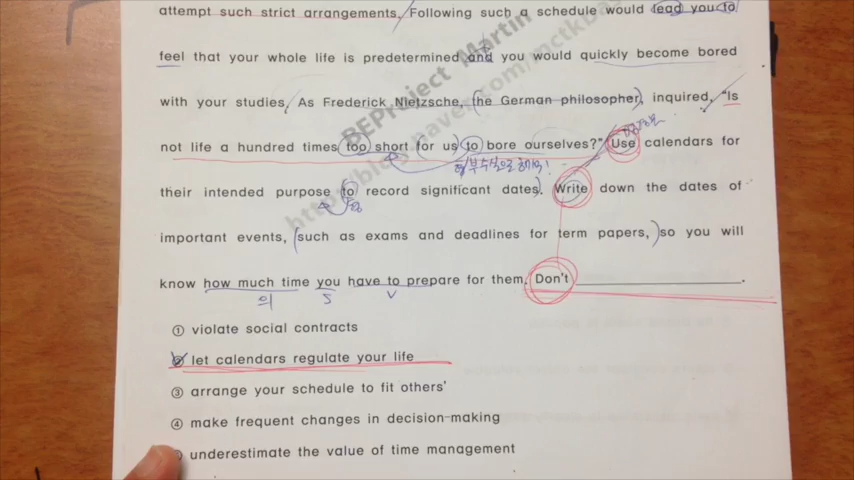 attempt such strict arrangements. Following such a schedule would lead you to
feel that your whole life is predetermined and you would quickly become bored
with your studies. As Frederick Nietzsche, the German philosopher, inquired, "Is
not life a hundred times too short for us to bore ourselves?" Use calendars for
their intended purpose to record significant dates. Write down the dates of
important events, such as exams and deadlines for term papers, so you will
know how much time you have to prepare for them. Don't ____________________.
의 S V
① violate social contracts
② let calendars regulate your life
③ arrange your schedule to fit others'
④ make frequent changes in decision-making
underestimate the value of time management
BEProject Martin